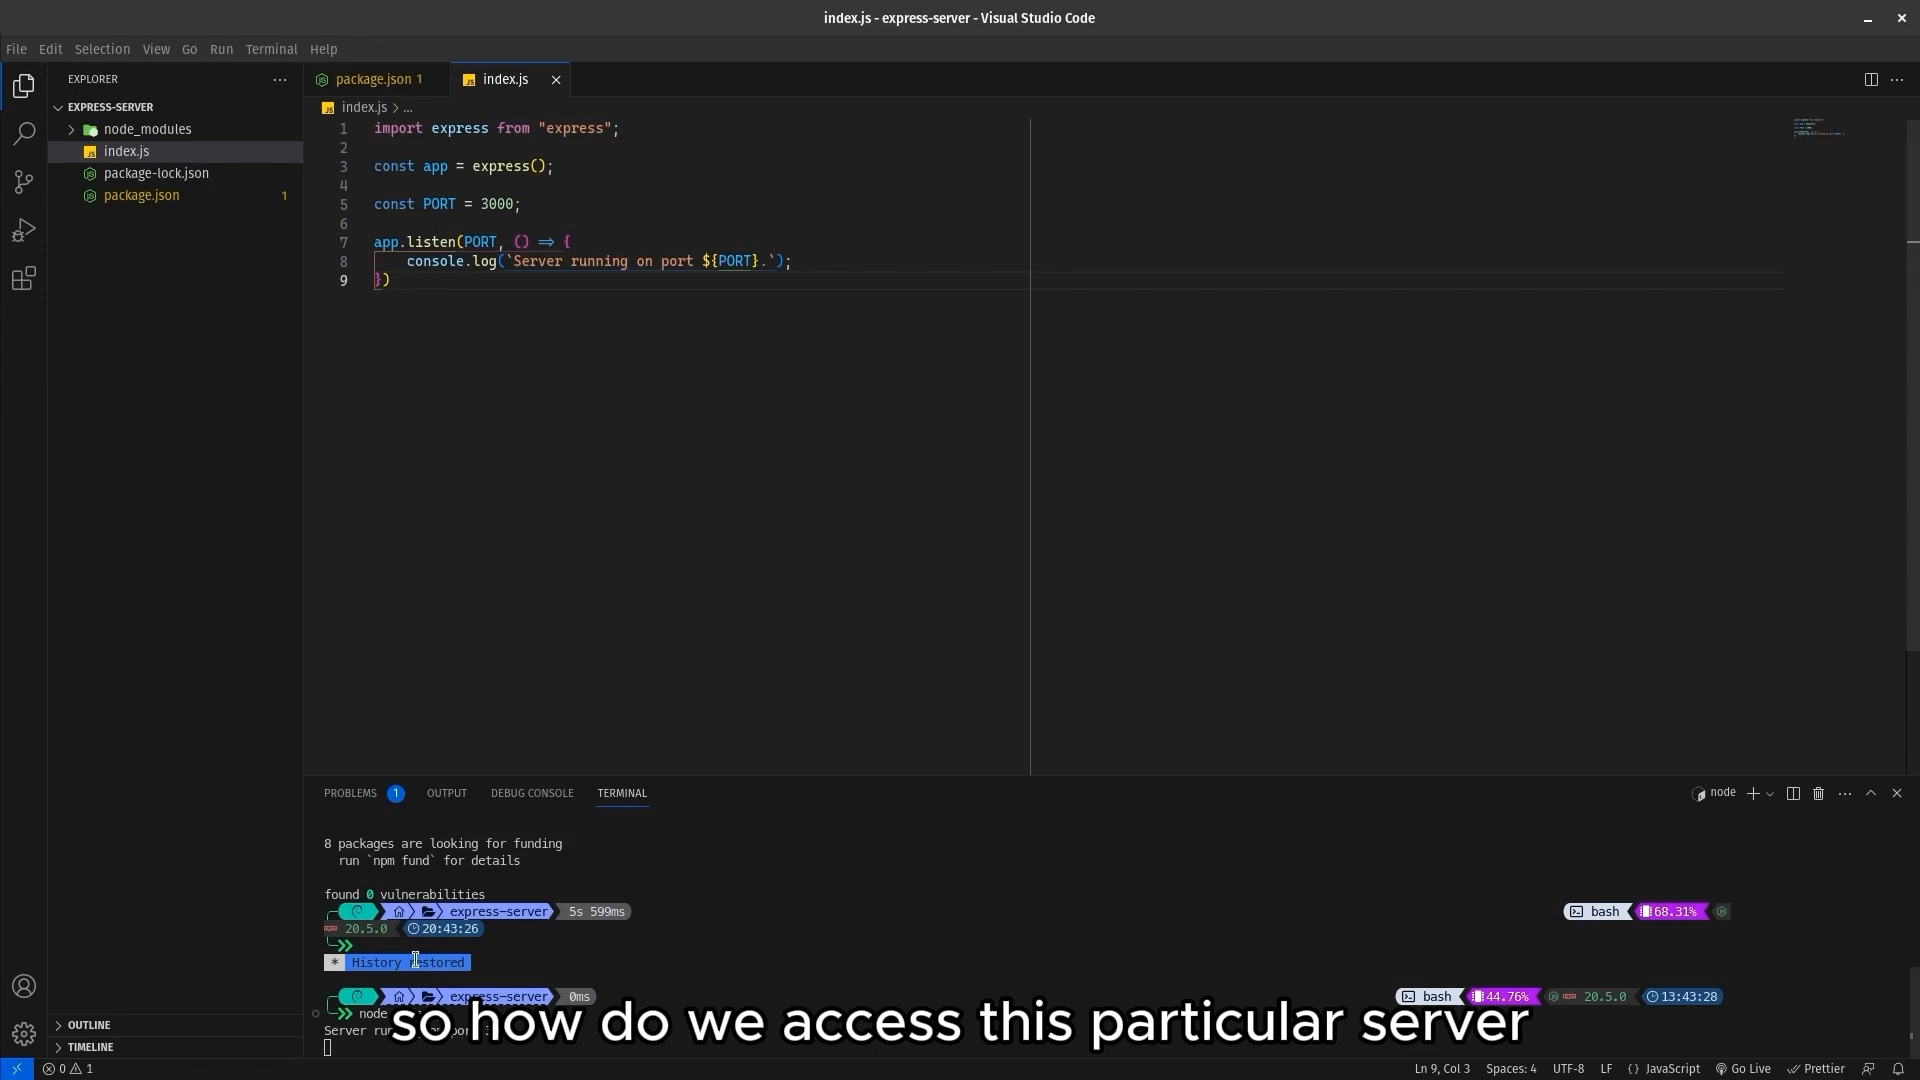 index.js - express-server - Visual Studio Code
File Edit Selection View Go Run Terminal Help
EXPLORER
EXPRESS-SERVER
node_modules
index.js
package-lock.json
package.json 1
OUTLINE
TIMELINE
package.json 1
index.js
index.js > ...
1 import express from "express";
2
3 const app = express();
4
5 const PORT = 3000;
6
7 app.listen(PORT, () => {
8 console.log(`Server running on port ${PORT}.`);
9 })
PROBLEMS 1 OUTPUT DEBUG CONSOLE TERMINAL
node
8 packages are looking for funding
run `npm fund` for details
found 0 vulnerabilities
express-server 5s 599ms
bash 68.31%
20.5.0 20:43:26
* History restored
express-server 0ms
bash 44.76% 20.5.0 13:43:28
node
Server
so how do we access this particular server
0 1
Ln 9, Col 3 Spaces: 4 UTF-8 LF {} JavaScript Go Live Prettier